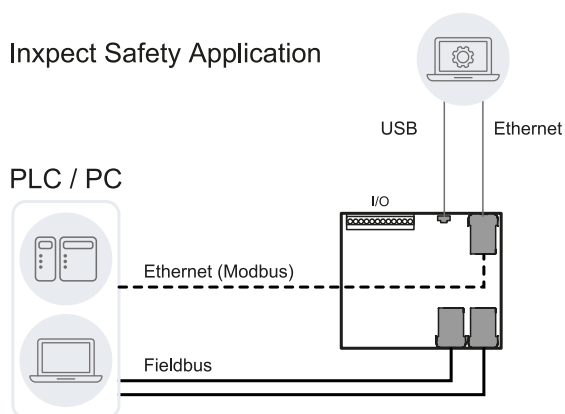 Inxpect Safety Application
USB
Ethernet
PLC / PC
I/O
Ethernet (Modbus)
Fieldbus